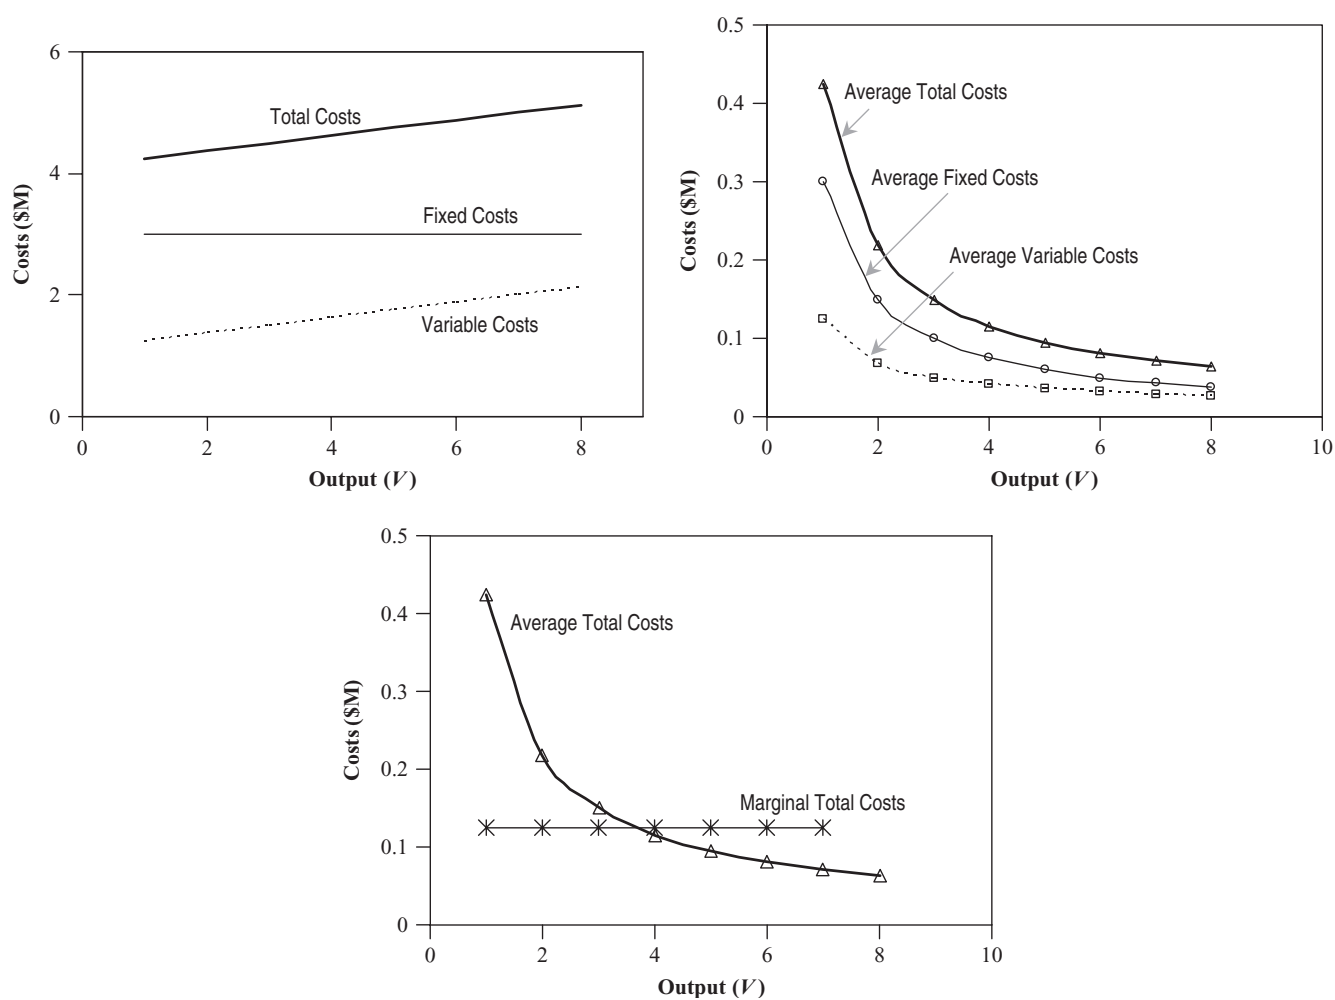 6
4
2
0
Costs ($M)
Total Costs
Fixed Costs
Variable Costs
0 2 4 6 8
Output (V)
0.5
0.4
0.3
0.2
0.1
0
Costs ($M)
Average Total Costs
Average Fixed Costs
Average Variable Costs
0 2 4 6 8 10
Output (V)
0.5
0.4
0.3
0.2
0.1
0
Costs ($M)
Average Total Costs
Marginal Total Costs
0 2 4 6 8 10
Output (V)